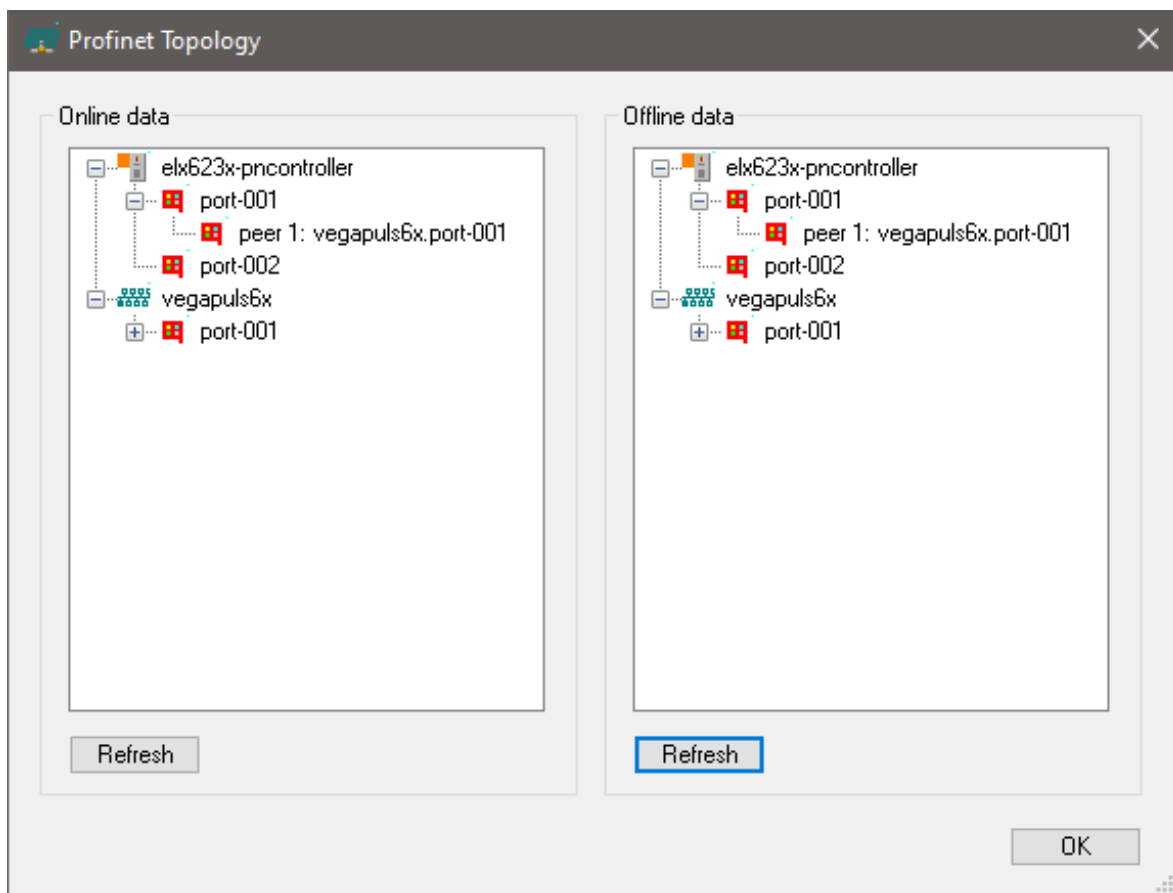 Profinet Topology
Online data
elx623x-pncontroller
port-001
peer 1: vegapuls6x.port-001
port-002
vegapuls6x
port-001
Refresh
Offline data
elx623x-pncontroller
port-001
peer 1: vegapuls6x.port-001
port-002
vegapuls6x
port-001
Refresh
OK